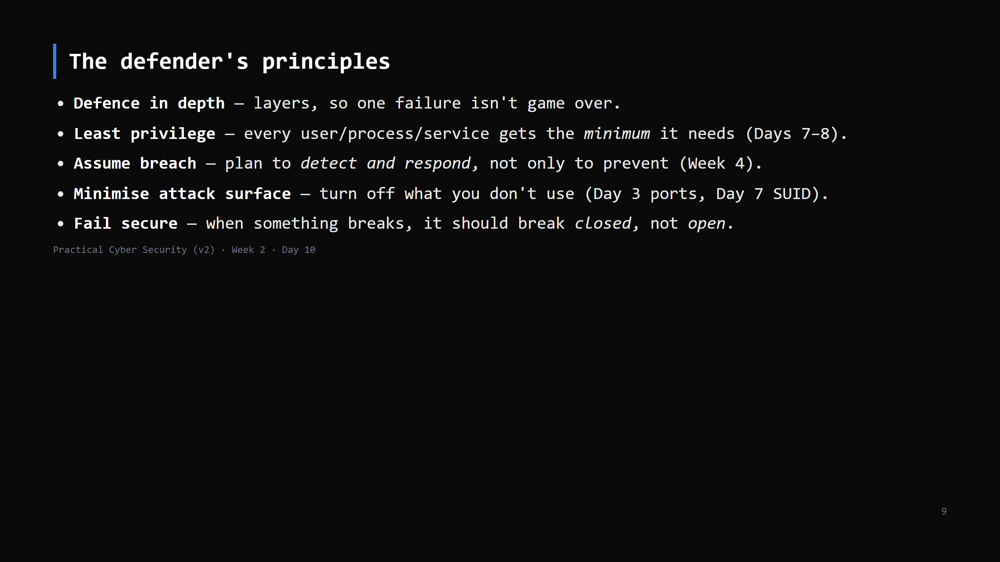 The defender's principles
• Defence in depth — layers, so one failure isn't game over.
• Least privilege — every user/process/service gets the minimum it needs (Days 7–8).
• Assume breach — plan to detect and respond, not only to prevent (Week 4).
• Minimise attack surface — turn off what you don't use (Day 3 ports, Day 7 SUID).
• Fail secure — when something breaks, it should break closed, not open.
Practical Cyber Security (v2) · Week 2 · Day 10
9